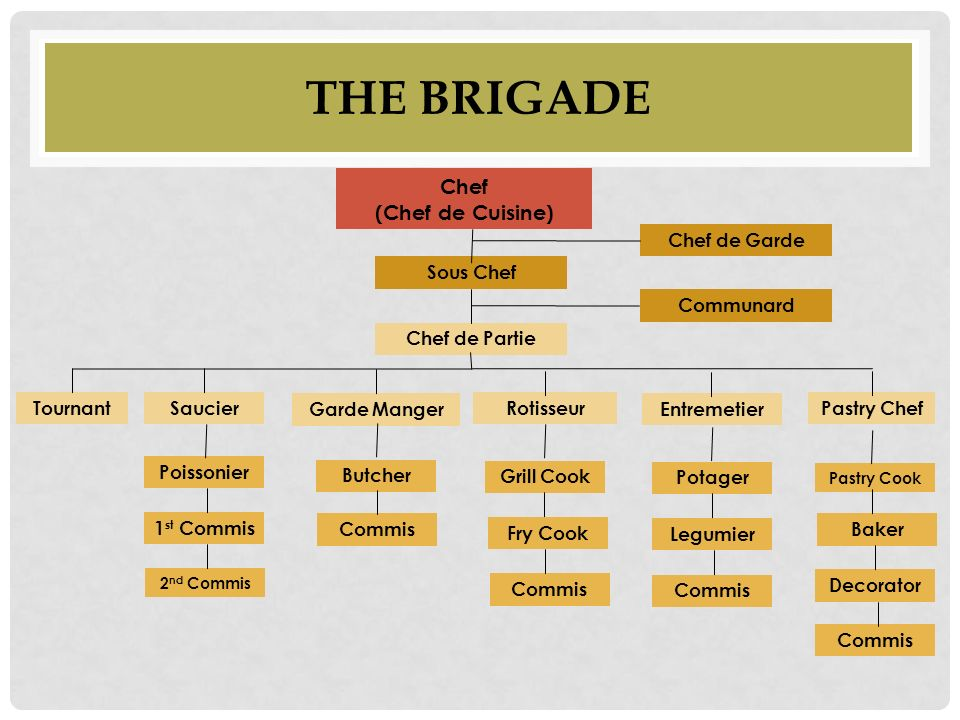 THE BRIGADE
Chef
(Chef de Cuisine)
Chef de Garde
Sous Chef
Communard
Chef de Partie
Tournant
Saucier
Garde Manger
Rotisseur
Entremetier
Pastry Chef
Poissonier
Butcher
Grill Cook
Potager
Pastry Cook
1st Commis
Commis
Fry Cook
Legumier
Baker
2nd Commis
Commis
Commis
Decorator
Commis